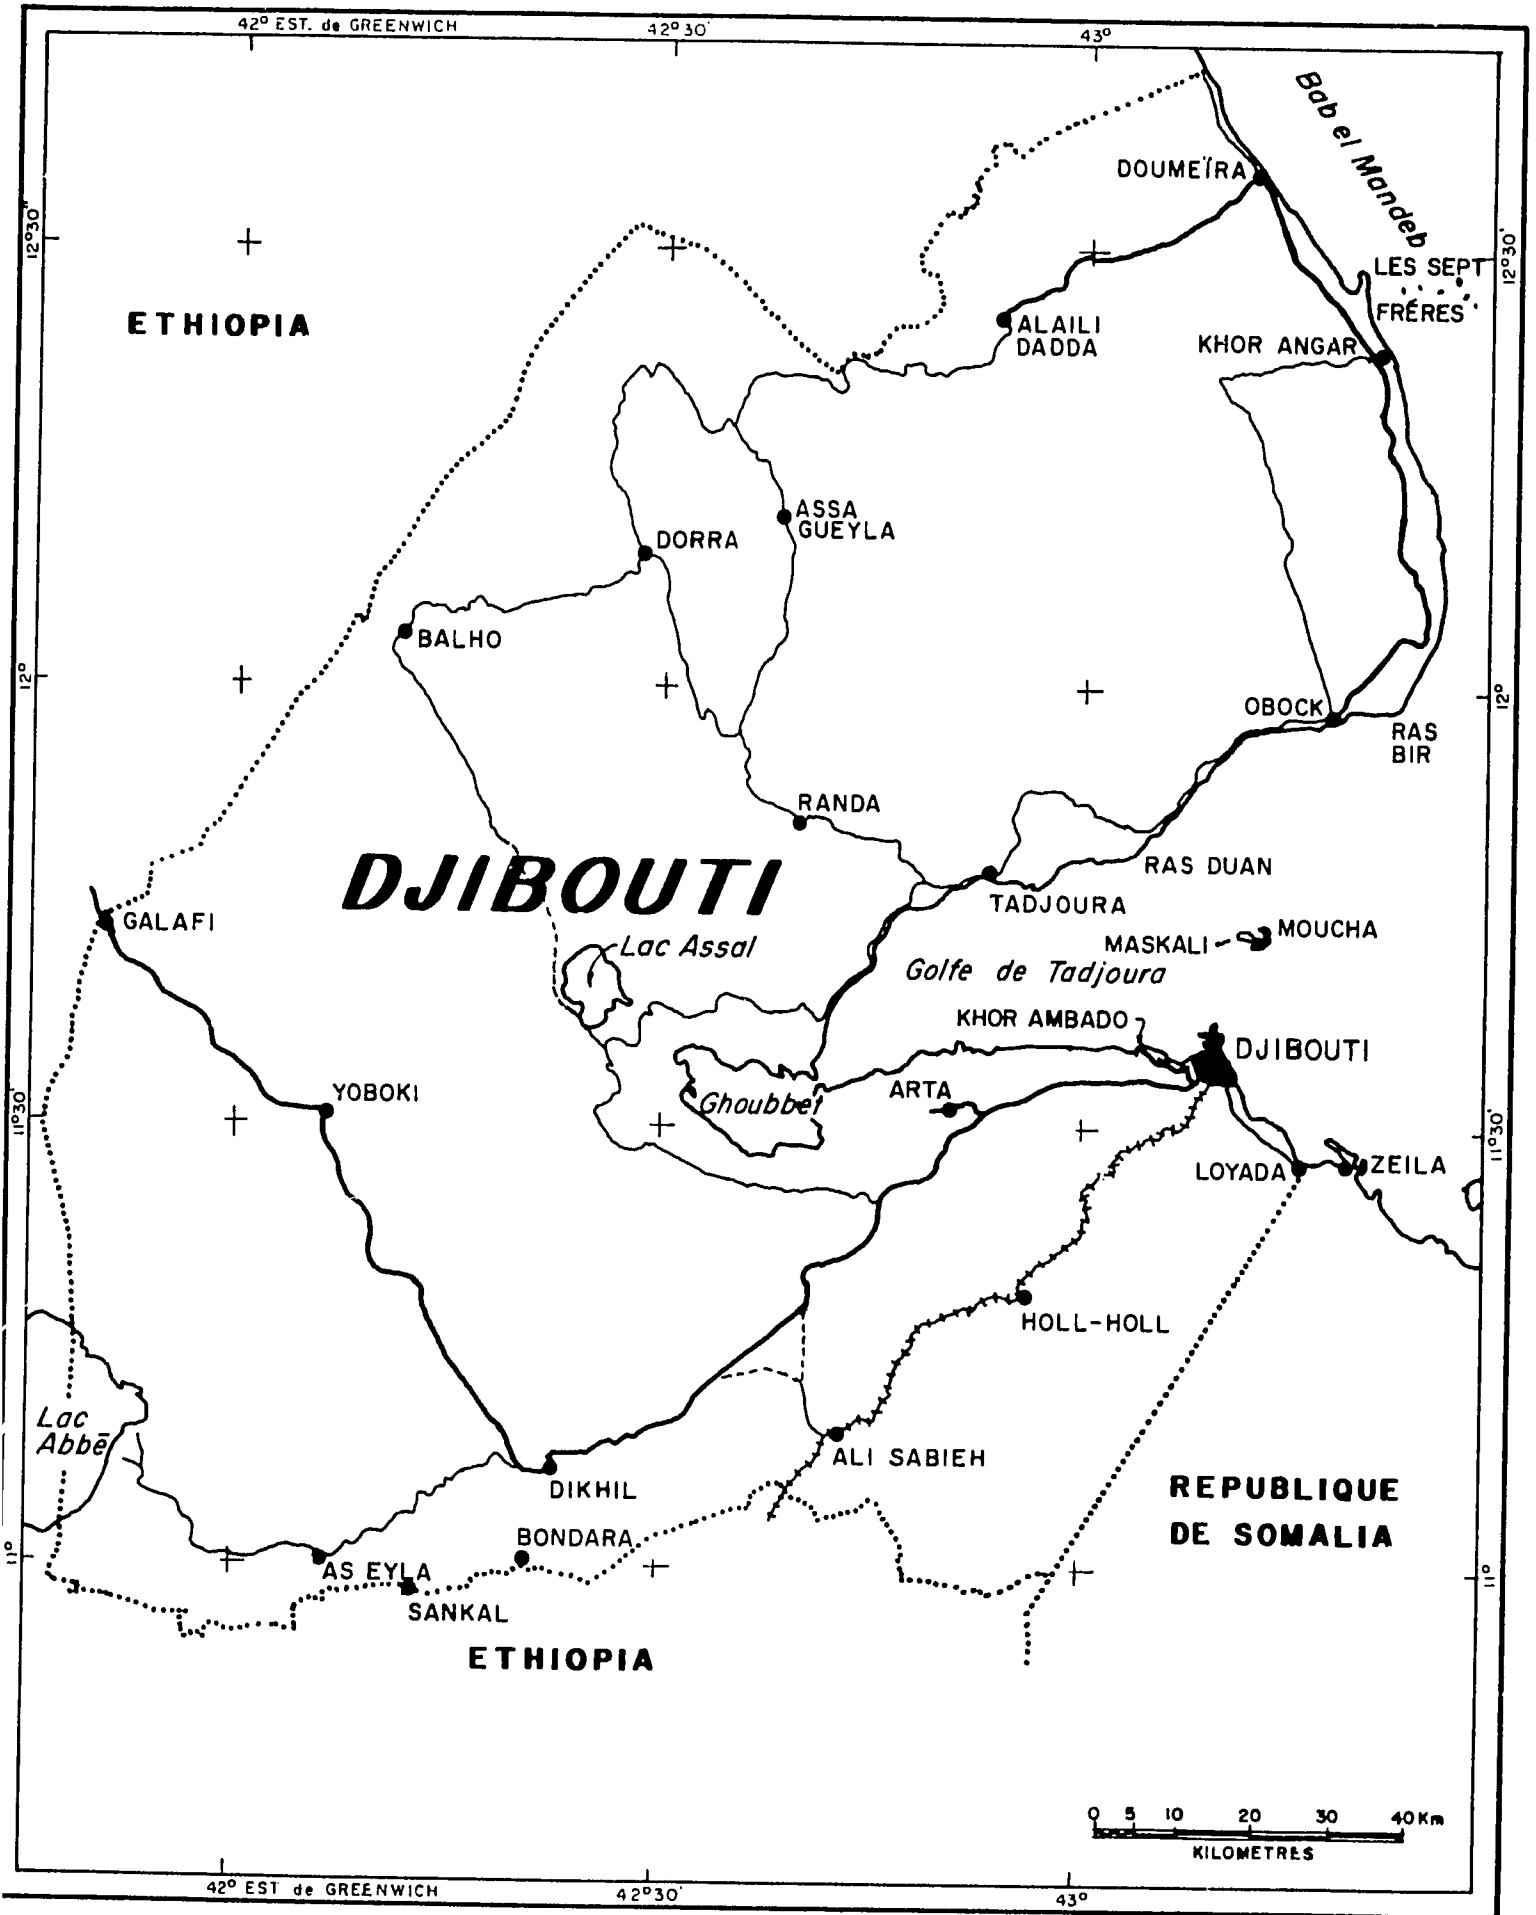 42° EST. de GREENWICH
42° 30'
43°
Bab el Mandeb
DOUMEÏRA
12°30'
12°30'
LES SEPT
FRÉRES
ETHIOPIA
ALAILI
DADDA
KHOR ANGAR
ASSA
GUEYLA
DORRA
BALHO
12°
12°
OBOCK
RAS
BIR
RANDA
DJIBOUTI
RAS DUAN
TADJOURA
GALAFI
MOUCHA
MASKALI
Lac Assal
Golfe de Tadjoura
KHOR AMBADO
DJIBOUTI
YOBOKI
ARTA
Ghoubbet
11°30'
11°30'
LOYADA
ZEILA
HOLL-HOLL
Lac
Abbē
ALI SABIEH
DIKHIL
REPUBLIQUE
DE SOMALIA
BONDARA
11°
11°
AS EYLA
SANKAL
ETHIOPIA
0 5 10 20 30 40 Km
KILOMETRES
42° EST de GREENWICH
42°30'
43°